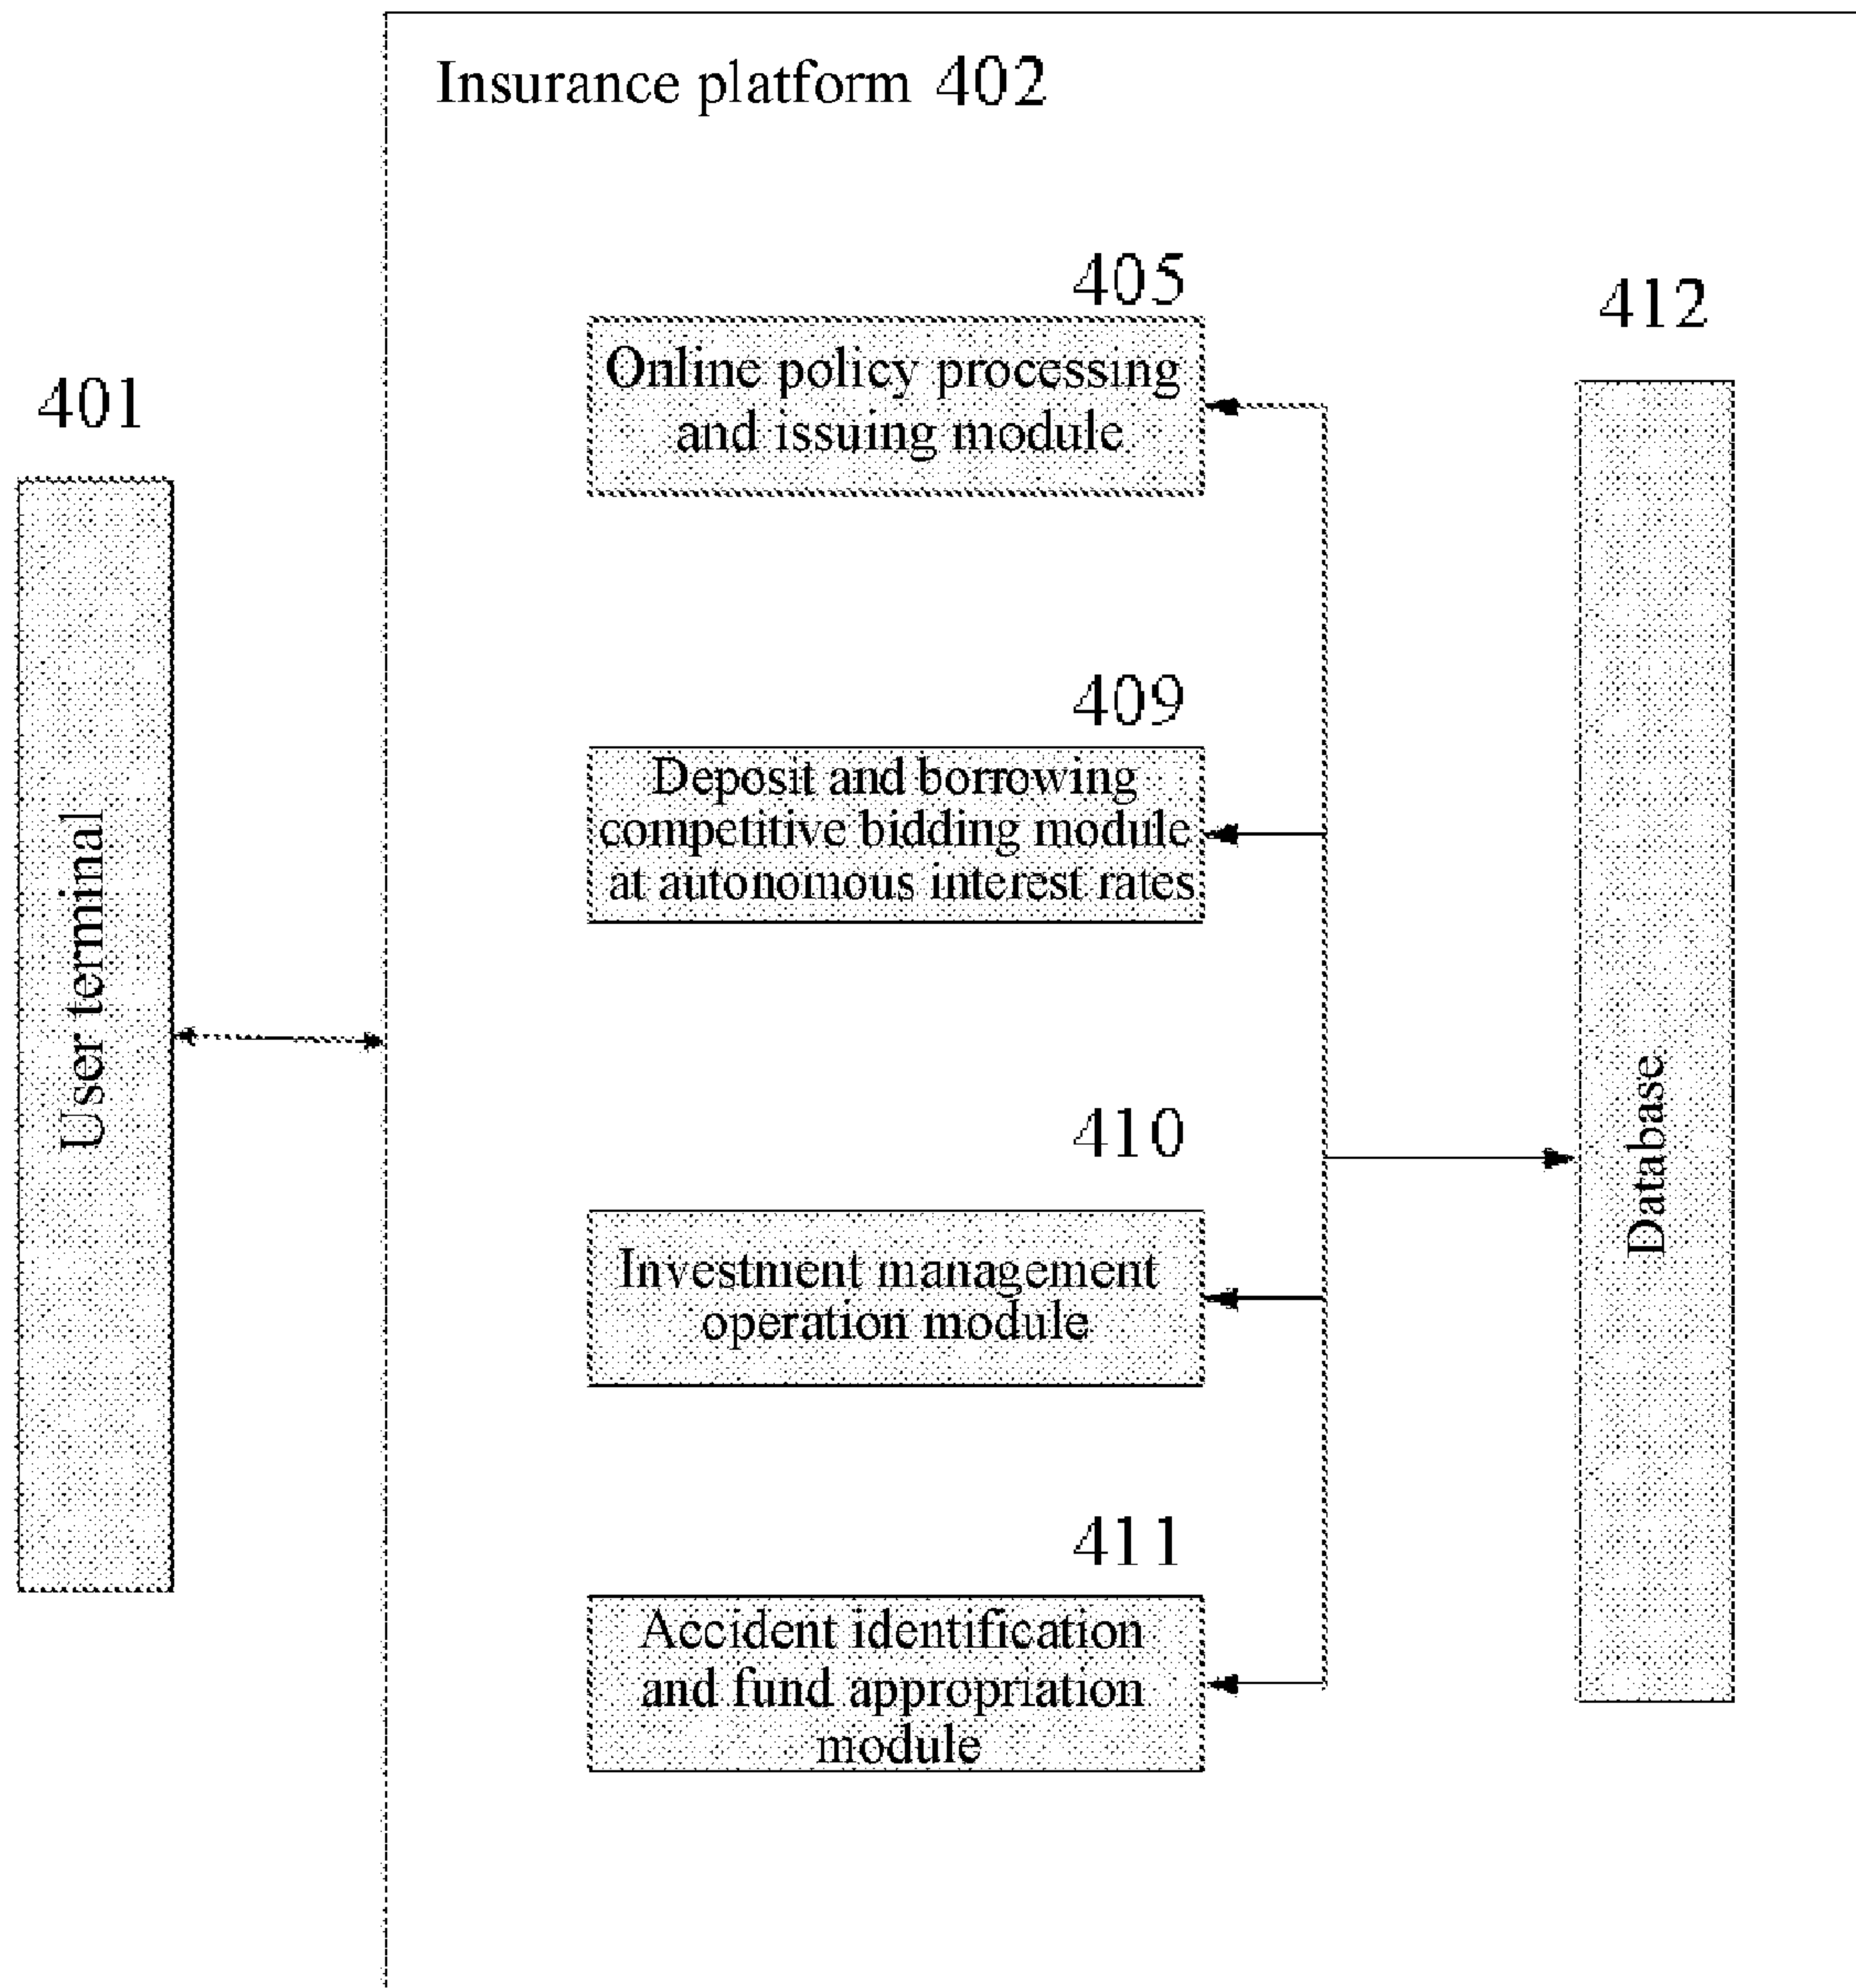 Insurance platform 402
401
User terminal
405
Online policy processing
and issuing module
409
Deposit and borrowing
competitive bidding module
at autonomous interest rates
410
Investment management
operation module
411
Accident identification
and fund appropriation
module
412
Database